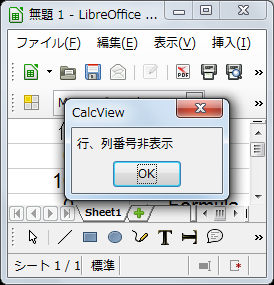 無題 1 - LibreOffice ...
ファイル(F) 編集(E) 表示(V) 挿入(I)
CalcView
行、列番号非表示
OK
1
Sheet1
シート 1 / 1 標準